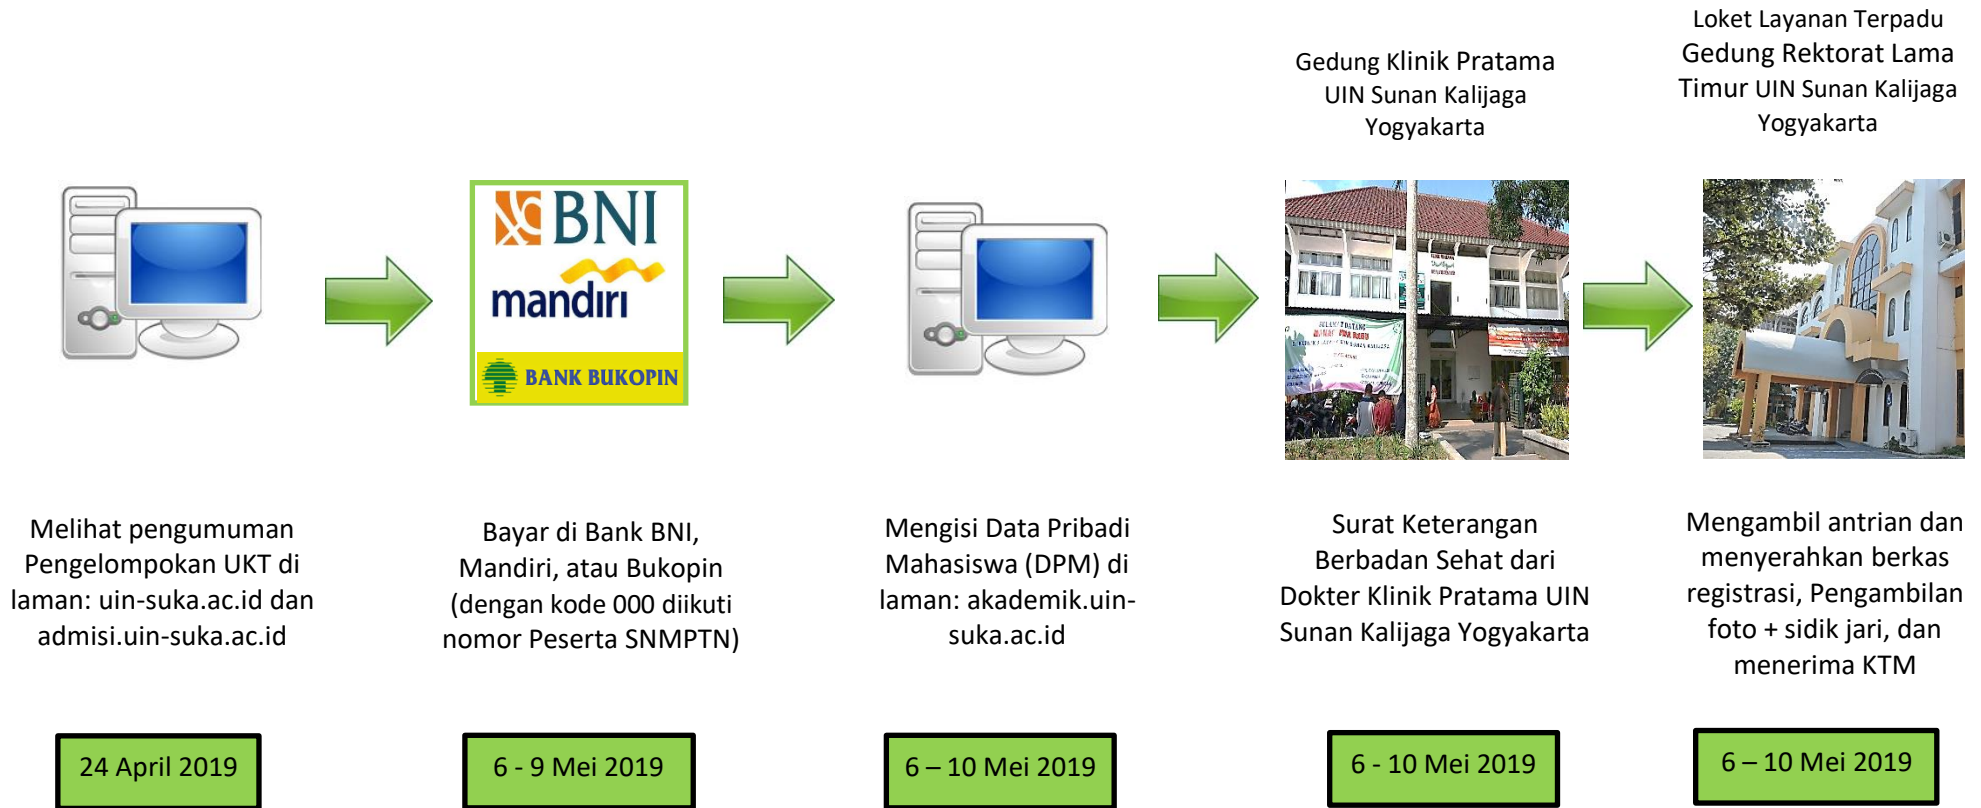 Gedung Klinik Pratama
UIN Sunan Kalijaga
Yogyakarta
Loket Layanan Terpadu
Gedung Rektorat Lama
Timur UIN Sunan Kalijaga
Yogyakarta
BNI
mandiri
BANK BUKOPIN
SELAMAT DATANG
Melihat pengumuman
Pengelompokan UKT di
laman: uin-suka.ac.id dan
admisi.uin-suka.ac.id
Bayar di Bank BNI,
Mandiri, atau Bukopin
(dengan kode 000 diikuti
nomor Peserta SNMPTN)
Mengisi Data Pribadi
Mahasiswa (DPM) di
laman: akademik.uin-
suka.ac.id
Surat Keterangan
Berbadan Sehat dari
Dokter Klinik Pratama UIN
Sunan Kalijaga Yogyakarta
Mengambil antrian dan
menyerahkan berkas
registrasi, Pengambilan
foto + sidik jari, dan
menerima KTM
24 April 2019
6 - 9 Mei 2019
6 – 10 Mei 2019
6 - 10 Mei 2019
6 – 10 Mei 2019